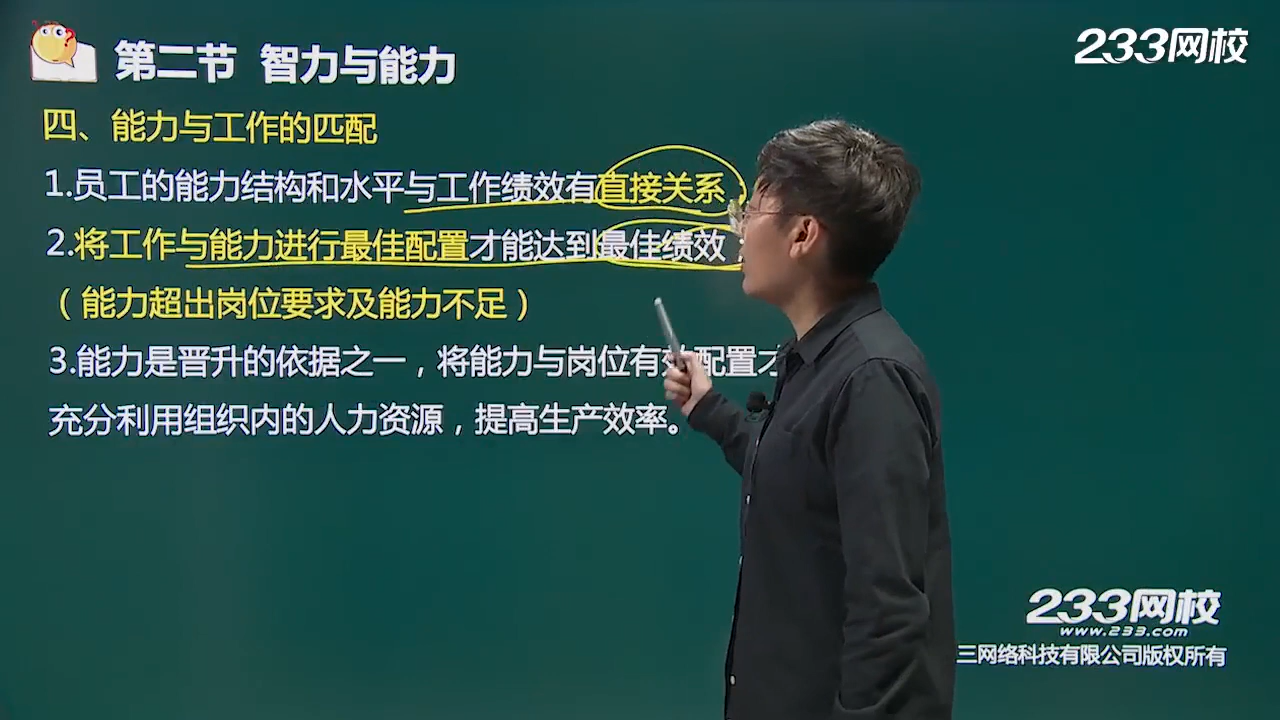 第二节 智力与能力
233网校
四、能力与工作的匹配
1.员工的能力结构和水平与工作绩效有直接关系
2.将工作与能力进行最佳配置才能达到最佳绩效
（能力超出岗位要求及能力不足）
3.能力是晋升的依据之一，将能力与岗位有效配置才
充分利用组织内的人力资源，提高生产效率。
233网校
www.233.com
三网络科技有限公司版权所有